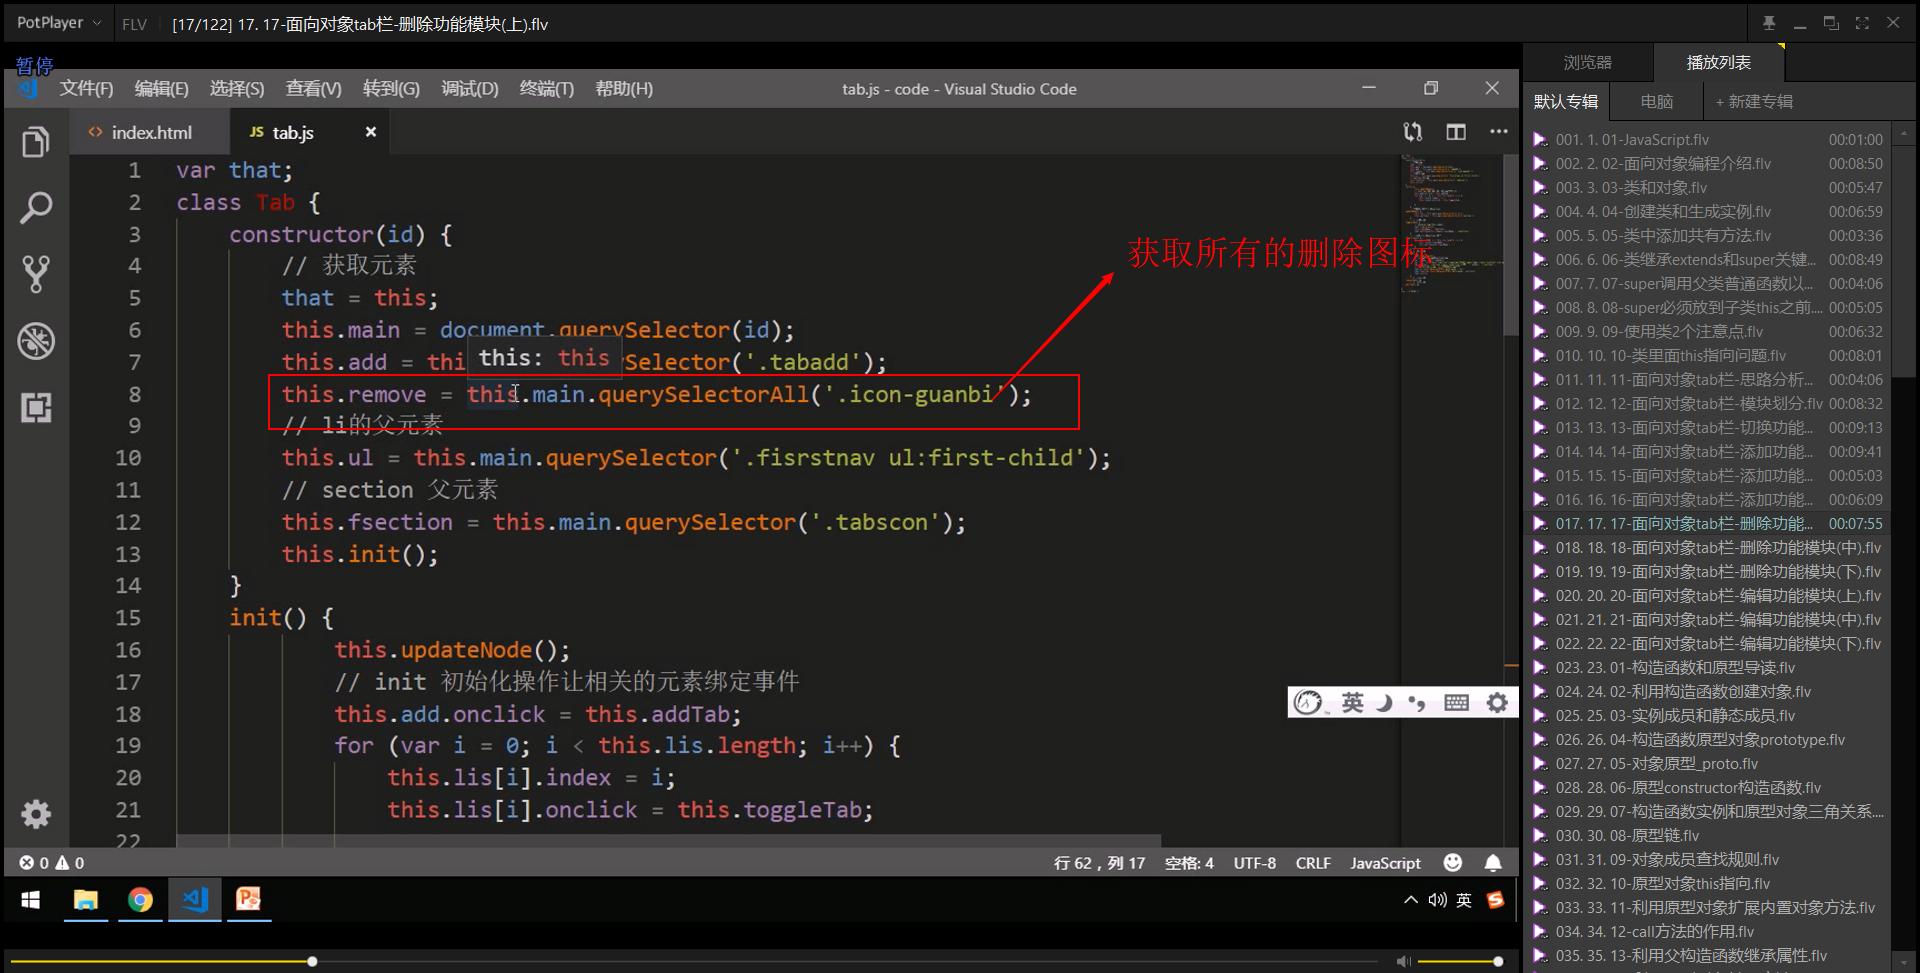 PotPlayer FLV [17/122] 17. 17-面向对象tab栏-删除功能模块(上).flv
暂停
文件(F) 编辑(E) 选择(S) 查看(V) 转到(G) 调试(D) 终端(T) 帮助(H) tab.js - code - Visual Studio Code
<> index.html JS tab.js
1 var that;
2 class Tab {
3 constructor(id) {
4 // 获取元素
5 that = this;
6 this.main = document.querySelector(id);
7 this.add = thi Selector('.tabadd');
this: this
8 this.remove = this.main.querySelectorAll('.icon-guanbi');
9 // li的父元素
10 this.ul = this.main.querySelector('.fisrstnav ul:first-child');
11 // section 父元素
12 this.fsection = this.main.querySelector('.tabscon');
13 this.init();
14 }
15 init() {
16 this.updateNode();
17 // init 初始化操作让相关的元素绑定事件
18 this.add.onclick = this.addTab;
19 for (var i = 0; i < this.lis.length; i++) {
20 this.lis[i].index = i;
21 this.lis[i].onclick = this.toggleTab;
22
获取所有的删除图标
英
0 0 行 62，列 17 空格: 4 UTF-8 CRLF JavaScript
英
浏览器 播放列表
默认专辑 电脑 + 新建专辑
001. 1. 01-JavaScript.flv 00:01:00
002. 2. 02-面向对象编程介绍.flv 00:08:50
003. 3. 03-类和对象.flv 00:05:47
004. 4. 04-创建类和生成实例.flv 00:06:59
005. 5. 05-类中添加共有方法.flv 00:03:36
006. 6. 06-类继承extends和super关键... 00:08:49
007. 7. 07-super调用父类普通函数以... 00:04:06
008. 8. 08-super必须放到子类this之前.... 00:05:05
009. 9. 09-使用类2个注意点.flv 00:06:32
010. 10. 10-类里面this指向问题.flv 00:08:01
011. 11. 11-面向对象tab栏-思路分析... 00:04:06
012. 12. 12-面向对象tab栏-模块划分.flv 00:08:32
013. 13. 13-面向对象tab栏-切换功能... 00:09:13
014. 14. 14-面向对象tab栏-添加功能... 00:09:41
015. 15. 15-面向对象tab栏-添加功能... 00:05:03
016. 16. 16-面向对象tab栏-添加功能... 00:06:09
017. 17. 17-面向对象tab栏-删除功能... 00:07:55
018. 18. 18-面向对象tab栏-删除功能模块(中).flv
019. 19. 19-面向对象tab栏-删除功能模块(下).flv
020. 20. 20-面向对象tab栏-编辑功能模块(上).flv
021. 21. 21-面向对象tab栏-编辑功能模块(中).flv
022. 22. 22-面向对象tab栏-编辑功能模块(下).flv
023. 23. 01-构造函数和原型导读.flv
024. 24. 02-利用构造函数创建对象.flv
025. 25. 03-实例成员和静态成员.flv
026. 26. 04-构造函数原型对象prototype.flv
027. 27. 05-对象原型_proto.flv
028. 28. 06-原型constructor构造函数.flv
029. 29. 07-构造函数实例和原型对象三角关系....
030. 30. 08-原型链.flv
031. 31. 09-对象成员查找规则.flv
032. 32. 10-原型对象this指向.flv
033. 33. 11-利用原型对象扩展内置对象方法.flv
034. 34. 12-call方法的作用.flv
035. 35. 13-利用父构造函数继承属性.flv